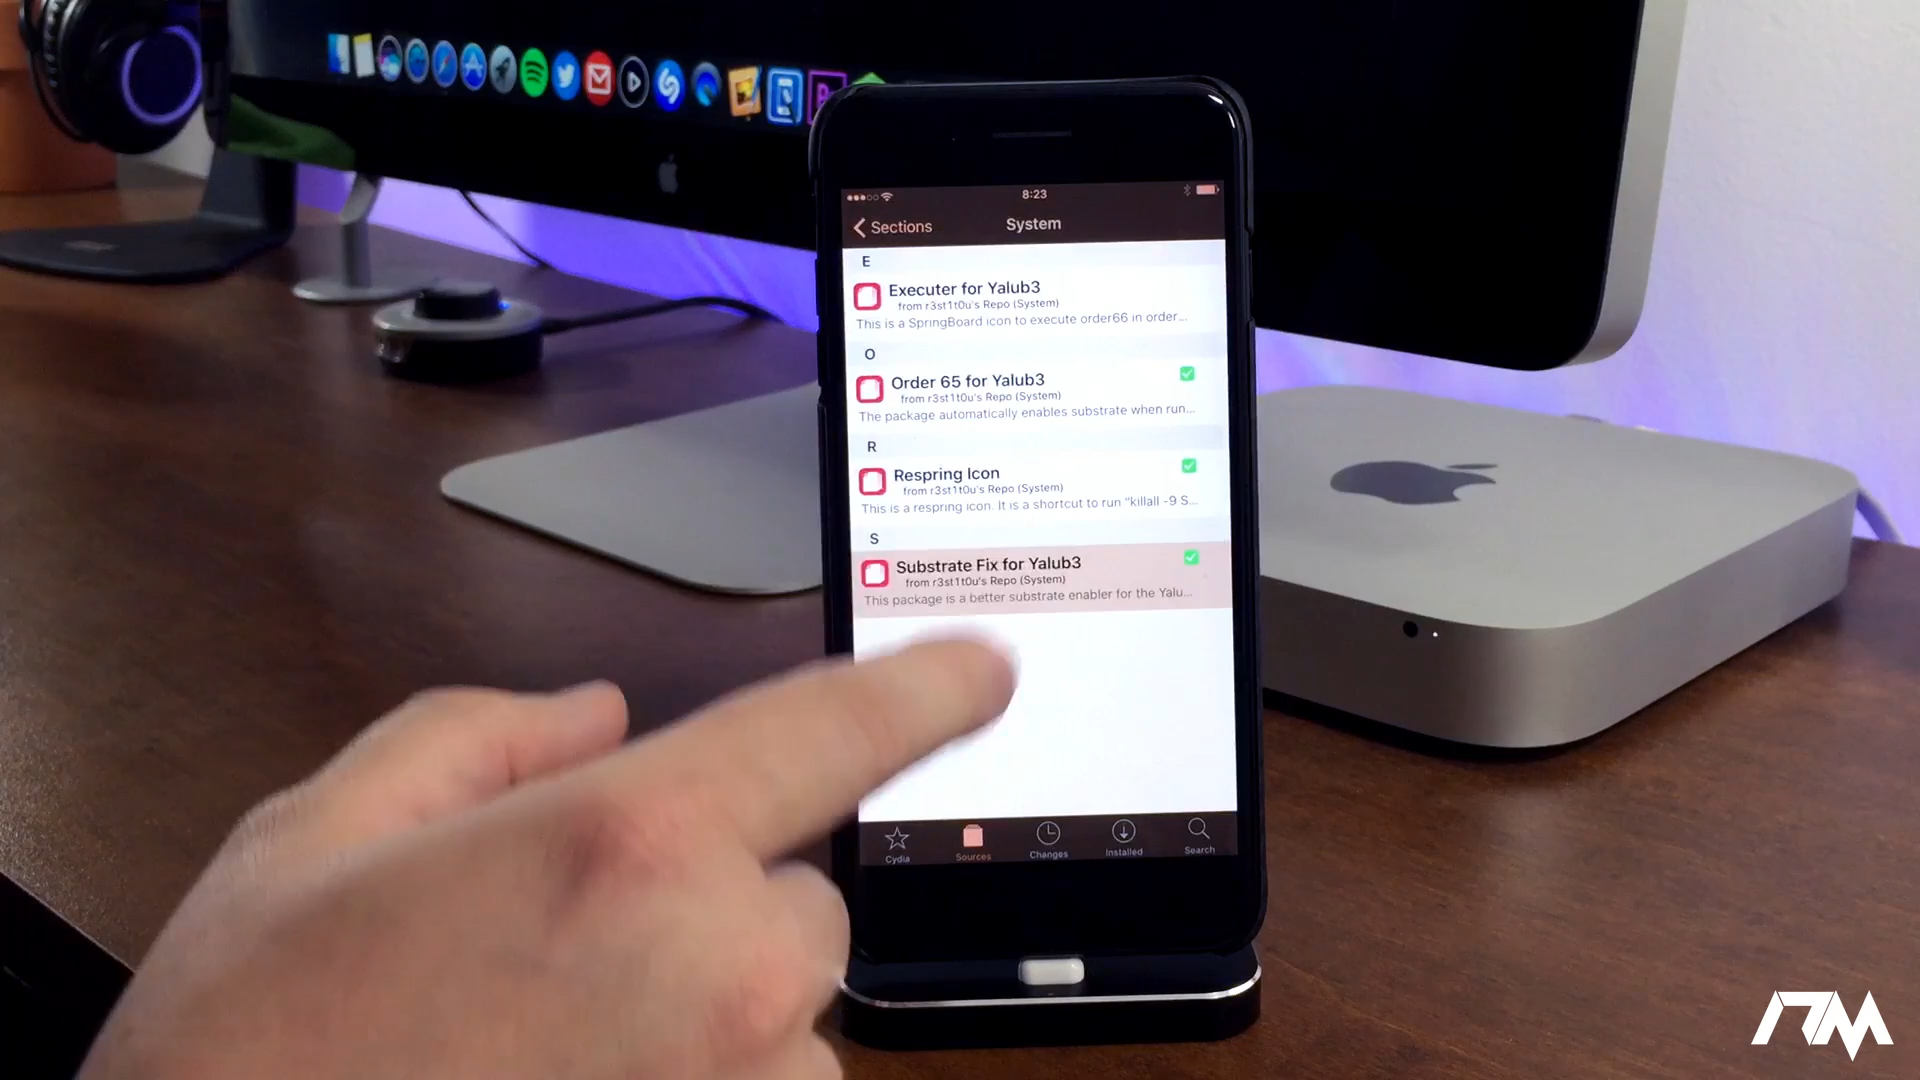 8:23
Sections
System
E
Executer for Yalub3
from r3st1t0u's Repo (System)
This is a SpringBoard icon to execute order66 in order...
O
Order 65 for Yalub3
from r3st1t0u's Repo (System)
The package automatically enables substrate when run...
R
Respring Icon
from r3st1t0u's Repo (System)
This is a respring icon. It is a shortcut to run "killall -9 S...
S
Substrate Fix for Yalub3
from r3st1t0u's Repo (System)
This package is a better substrate enabler for the Yalu...
Cydia
Sources
Changes
Installed
Search